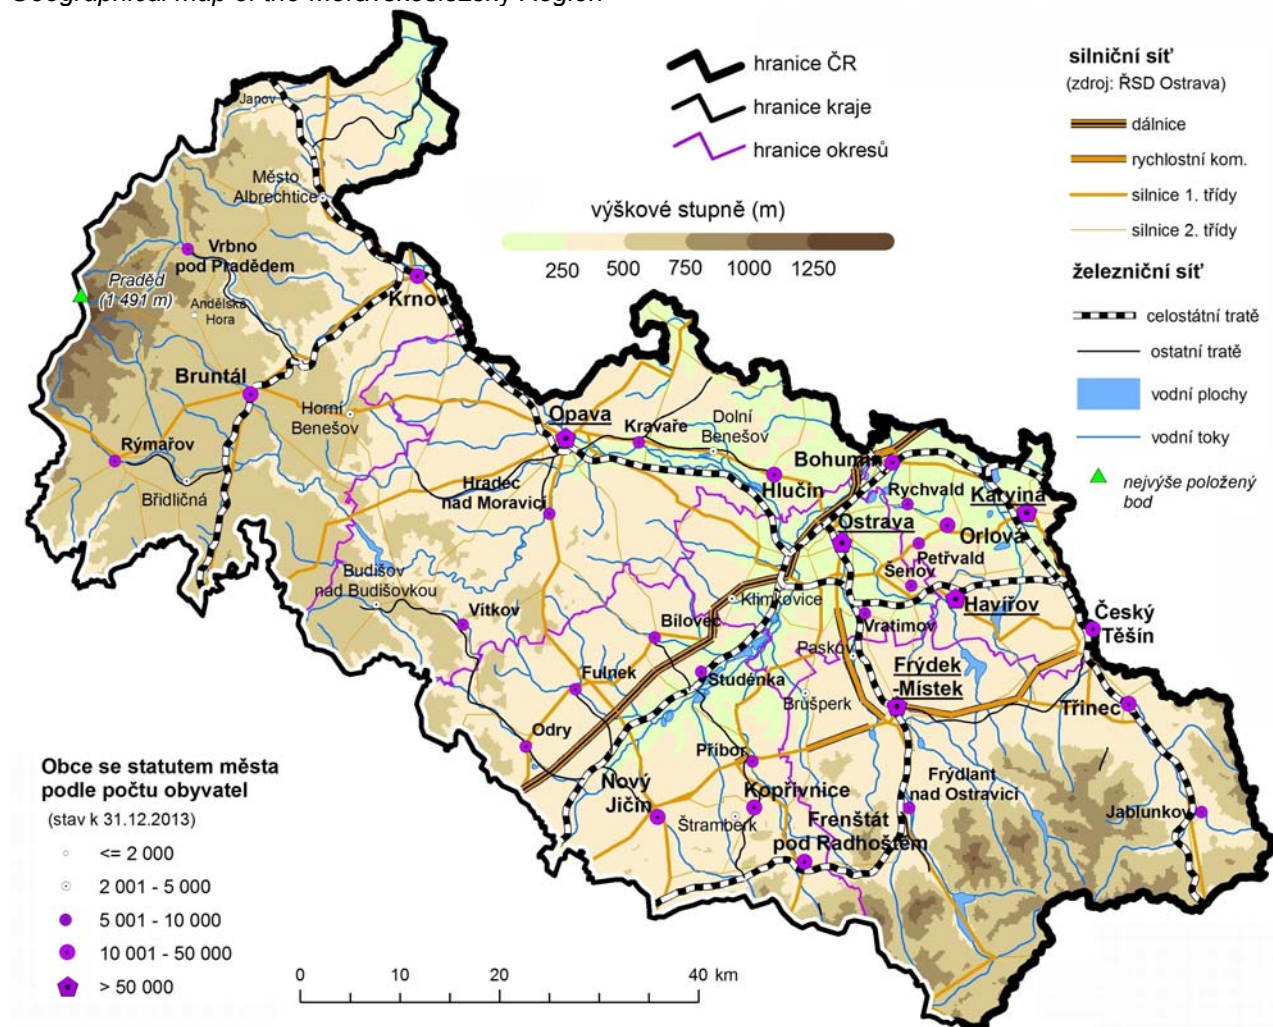 Geographical map of the Moravskoslezský Region
hranice ČR
hranice kraje
hranice okresů
výškové stupně (m)
250 500 750 1000 1250
silniční síť
(zdroj: ŘSD Ostrava)
dálnice
rychlostní kom.
silnice 1. třídy
silnice 2. třídy
železniční síť
celostátní tratě
ostatní tratě
vodní plochy
vodní toky
nejvýše položený
bod
Janov
Město
Albrechtice
Vrbno
pod Pradědem
Praděd
(1 491 m)
Andělská
Hora
Krnov
Bruntál
Horní
Benešov
Rýmařov
Břidličná
Opava
Kravaře
Dolní
Benešov
Hlučín
Bohumín
Rychvald
Karviná
Hradec
nad Moravicí
Ostrava
Orlová
Petřvald
Šenov
Havířov
Český
Těšín
Budišov
nad Budišovkou
Vítkov
Klimkovice
Bílovec
Vratimov
Paskov
Fulnek
Studénka
Brušperk
Frýdek
-Místek
Třinec
Odry
Příbor
Nový
Jičín
Kopřivnice
Štramberk
Frenštát
pod Radhoštěm
Frýdlant
nad Ostravicí
Jablunkov
Obce se statutem města
podle počtu obyvatel
(stav k 31.12.2013)
<= 2 000
2 001 - 5 000
5 001 - 10 000
10 001 - 50 000
> 50 000
0 10 20 40 km